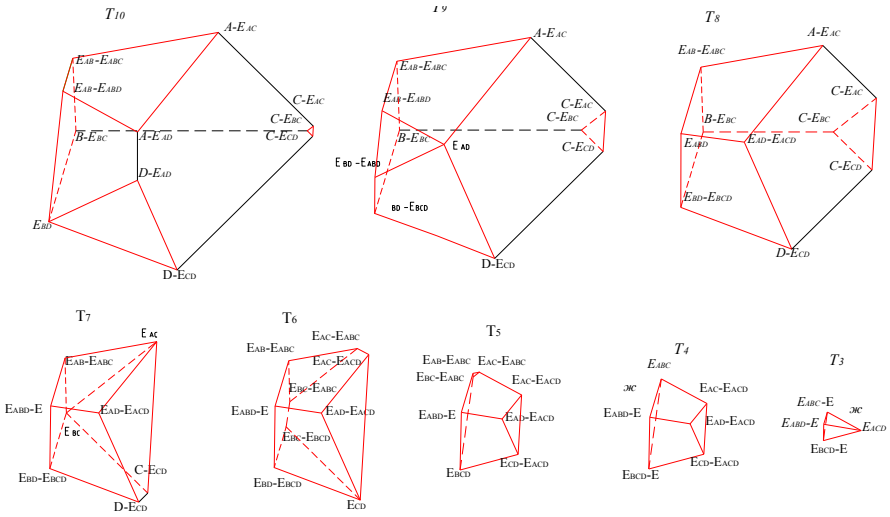 T10
T9
T8
A-EAC
EAB-EABC
EAB-EABD
C-EAC
C-EBC
C-ECD
B-EBC
A-EAD
D-EAD
EBD
D-ECD
A-EAC
EAB-EABC
EAB-EABD
C-EAC
C-EBC
B-EBC
EAD
C-ECD
EBD-EABD
BD-EBCD
D-ECD
A-EAC
EAB-EABC
C-EAC
B-EBC
C-EBC
EABD
EAD-EACD
C-ECD
EBD-EBCD
D-ECD
T7
T6
T5
T4
T3
EAC
EAB-EABC
EABD-E
EAD-EACD
EBC
EBD-EBCD
C-ECD
D-ECD
EAC-EABC
EAB-EABC
EAC-EACD
EBC-EABC
EABD-E
EAD-EACD
EBC-EBCD
EBD-EBCD
ECD
EAB-EABC
EAC-EABC
EBC-EABC
EAC-EACD
EABD-E
EAD-EACD
EBCD
ECD-EACD
EABC
ж
EAC-EACD
EABD-E
EAD-EACD
ECD-EACD
EBCD-E
EABC-E
ж
EABD-E
EACD
EBCD-E